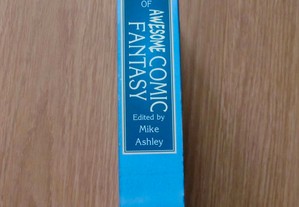 OF
AWESOME COMIC
FANTASY
Edited by
Mike
Ashley